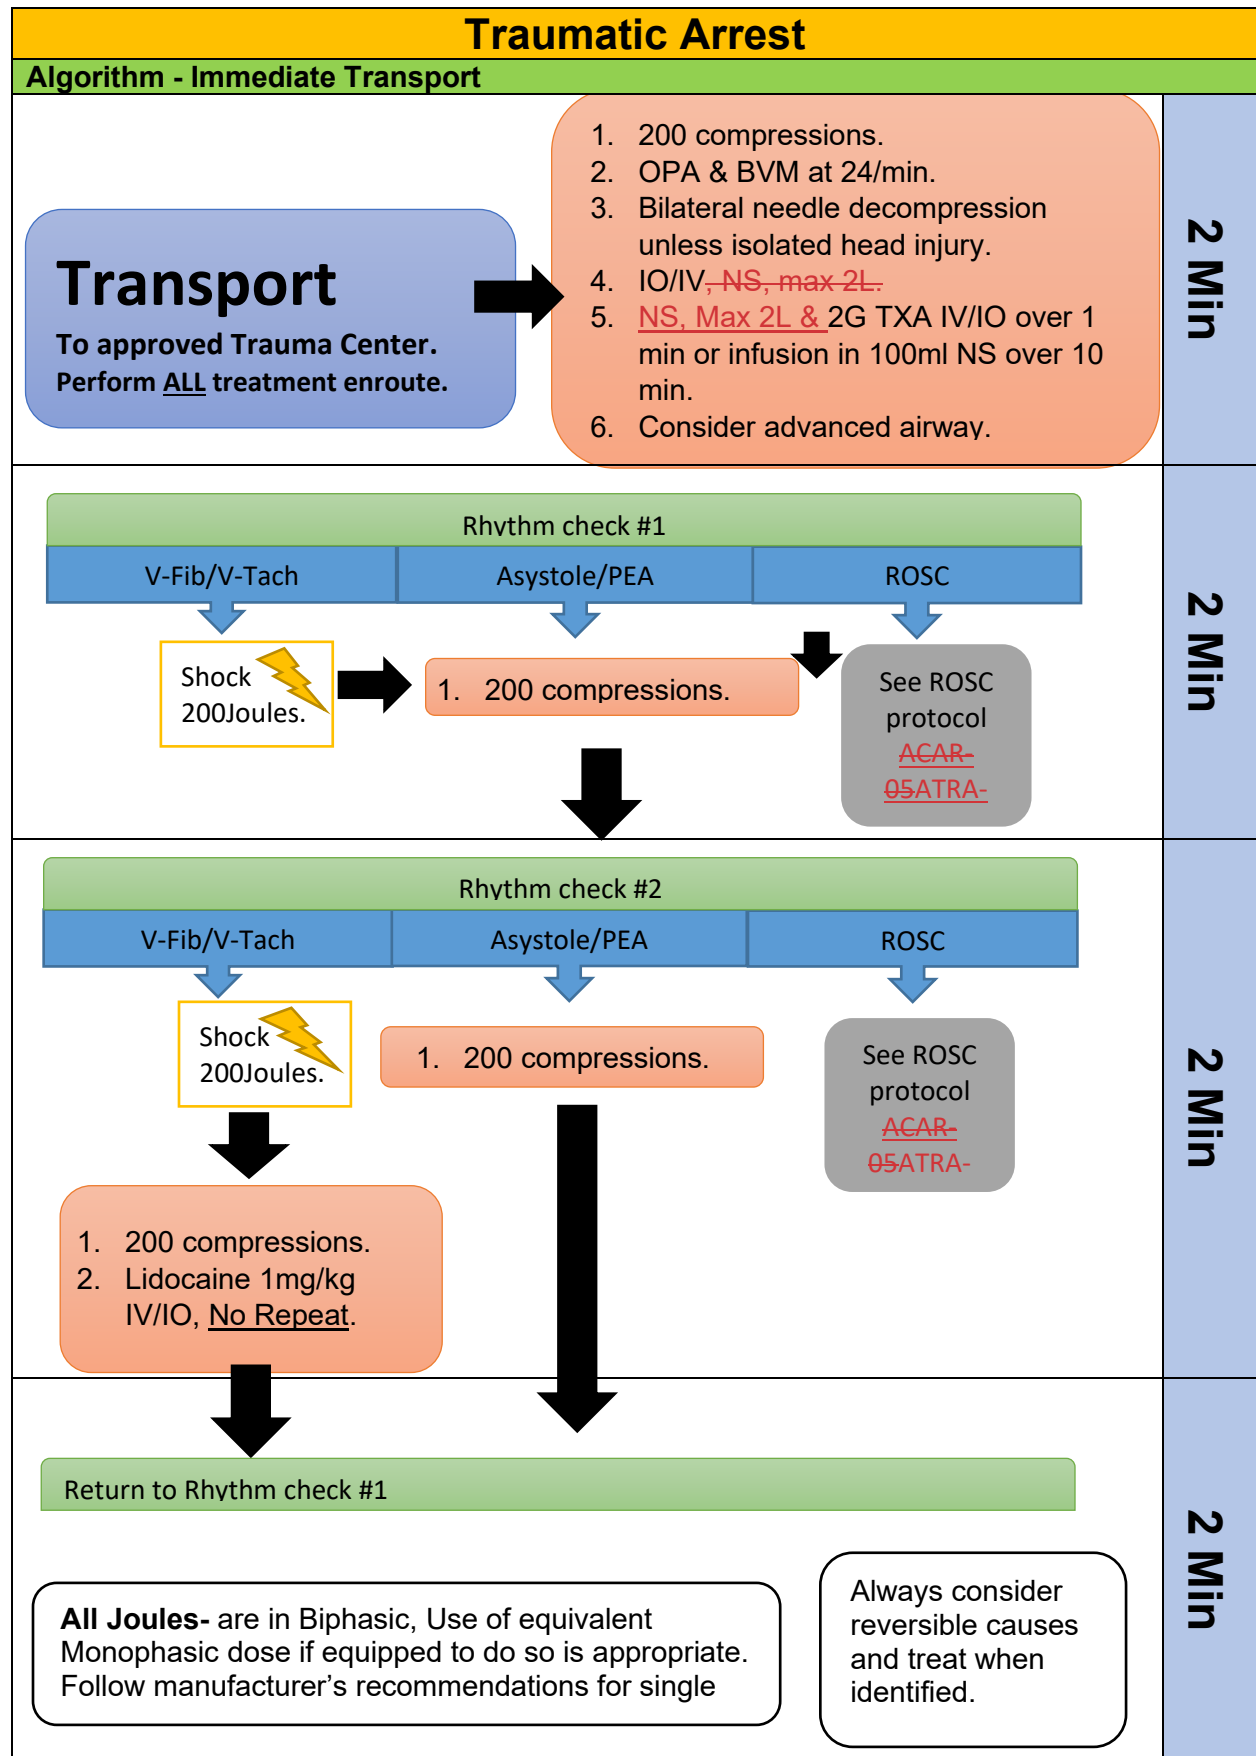 Traumatic Arrest
Algorithm - Immediate Transport
Transport
To approved Trauma Center.
Perform ALL treatment enroute.
1. 200 compressions.
2. OPA & BVM at 24/min.
3. Bilateral needle decompression
unless isolated head injury.
4. IO/IV, NS, max 2L.
5. NS, Max 2L & 2G TXA IV/IO over 1
min or infusion in 100ml NS over 10
min.
6. Consider advanced airway.
2 Min
Rhythm check #1
V-Fib/V-Tach
Asystole/PEA
ROSC
Shock
200Joules.
1. 200 compressions.
See ROSC
protocol
ACAR-
05ATRA-
2 Min
Rhythm check #2
V-Fib/V-Tach
Asystole/PEA
ROSC
Shock
200Joules.
1. 200 compressions.
See ROSC
protocol
ACAR-
05ATRA-
1. 200 compressions.
2. Lidocaine 1mg/kg
IV/IO, No Repeat.
2 Min
Return to Rhythm check #1
All Joules- are in Biphasic, Use of equivalent
Monophasic dose if equipped to do so is appropriate.
Follow manufacturer's recommendations for single
Always consider
reversible causes
and treat when
identified.
2 Min